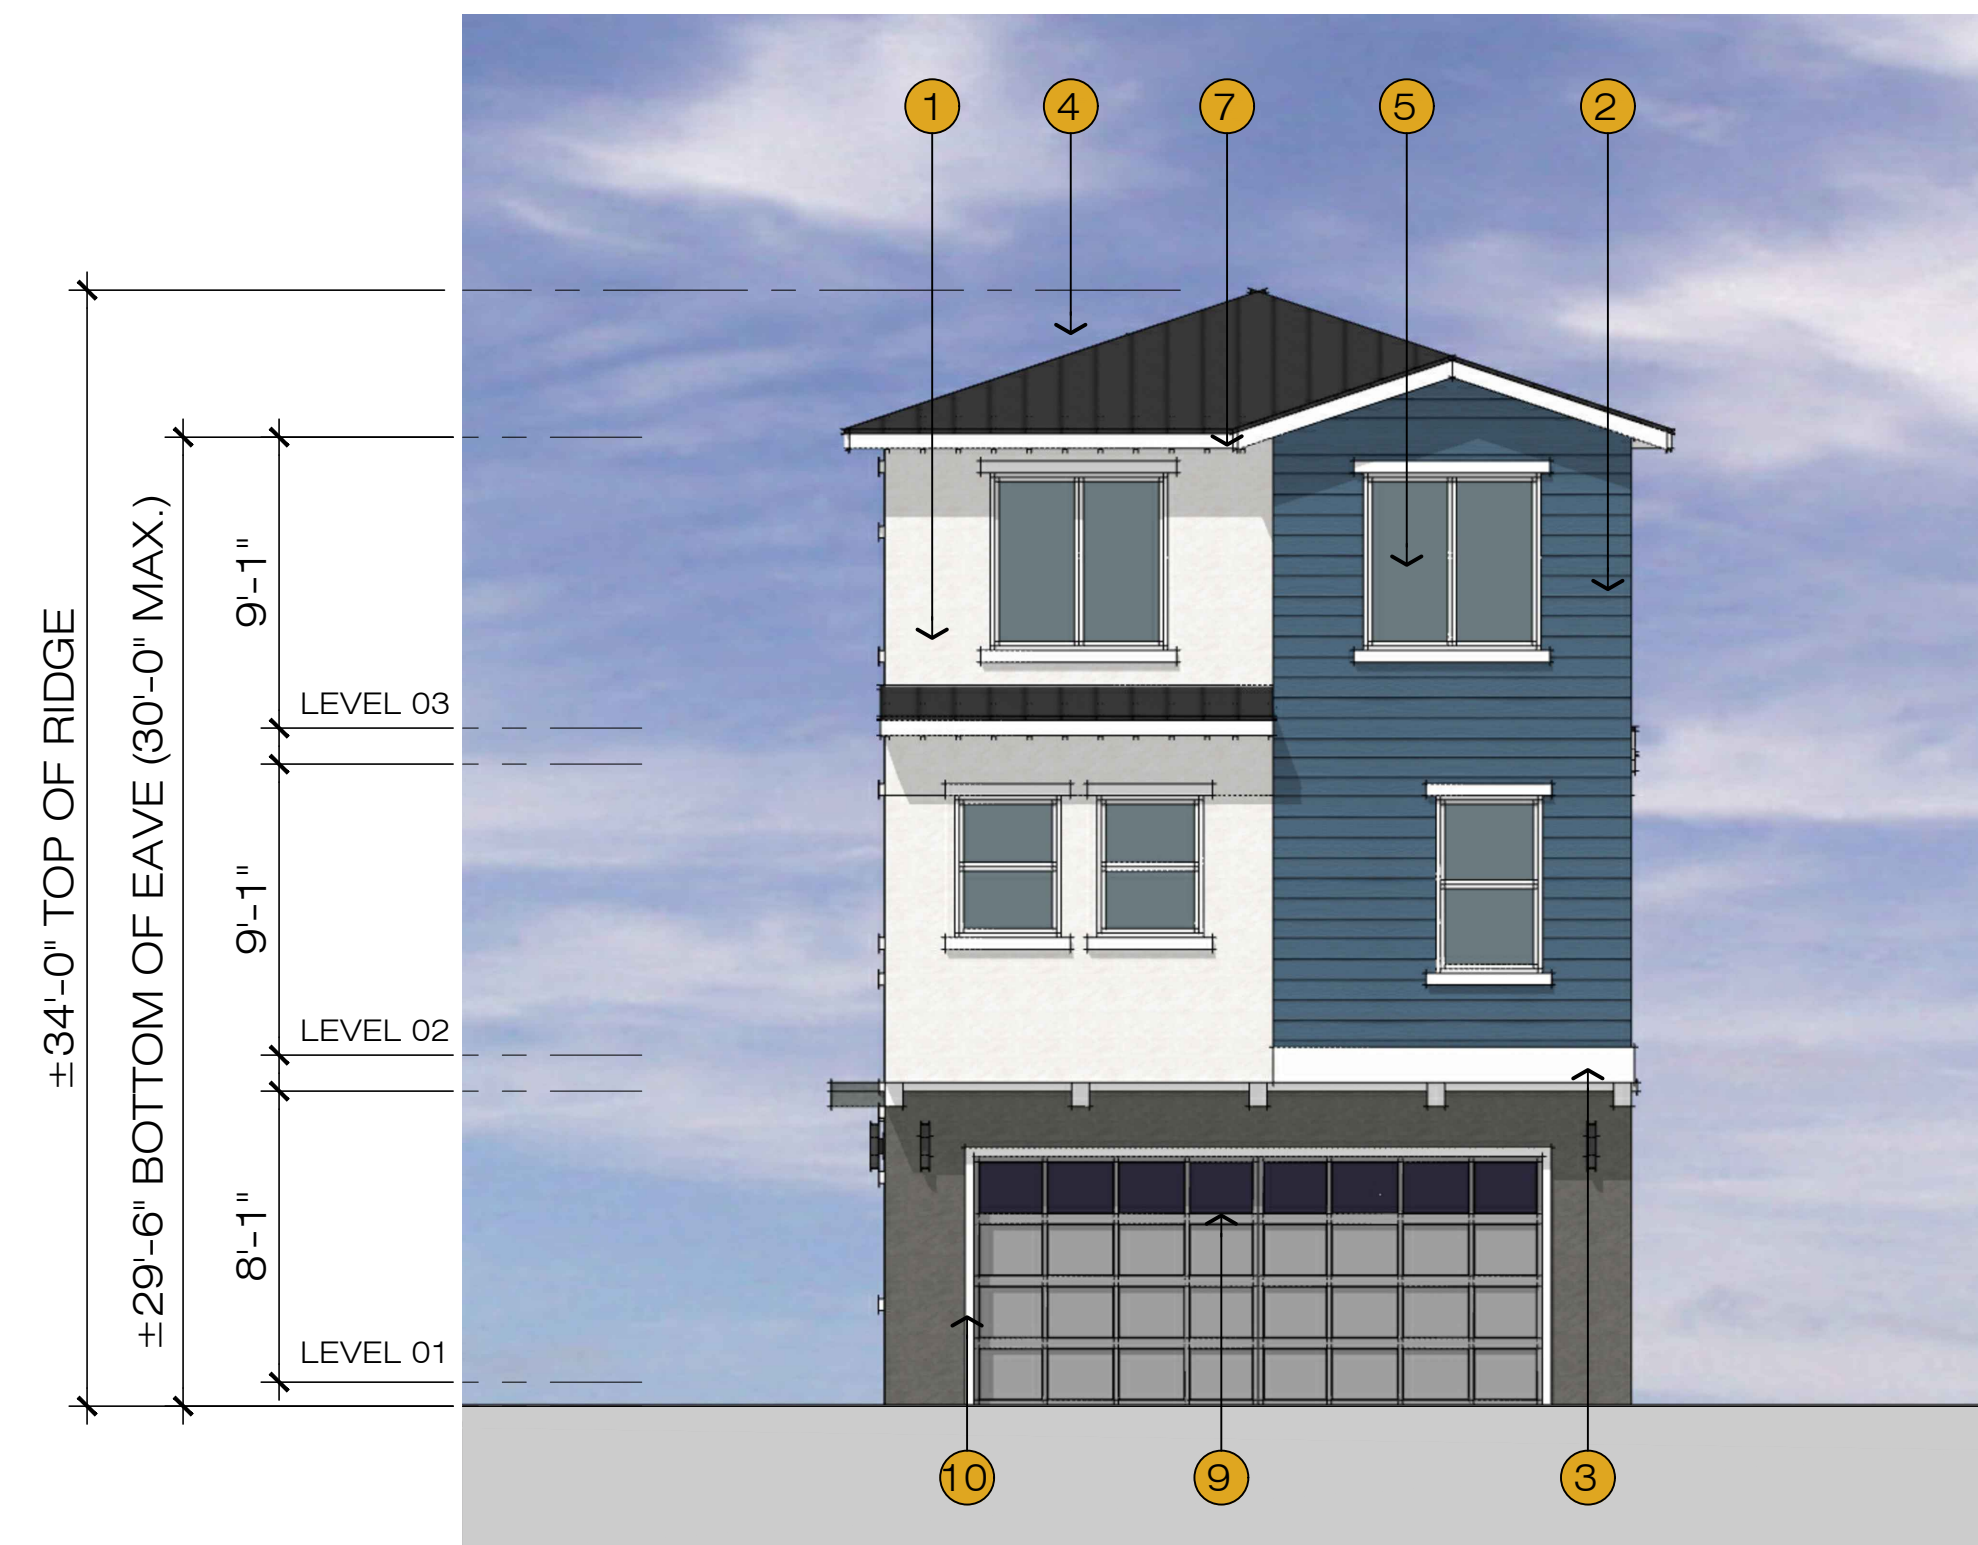 1
4
7
5
2
±34'-0" TOP OF RIDGE
±29'-6" BOTTOM OF EAVE (30'-0" MAX.)
9'-1"
LEVEL 03
9'-1"
LEVEL 02
8'-1"
LEVEL 01
10
9
3